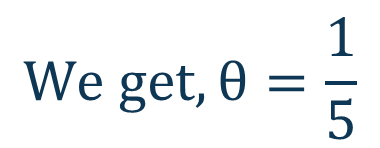 We get, θ = 1/5